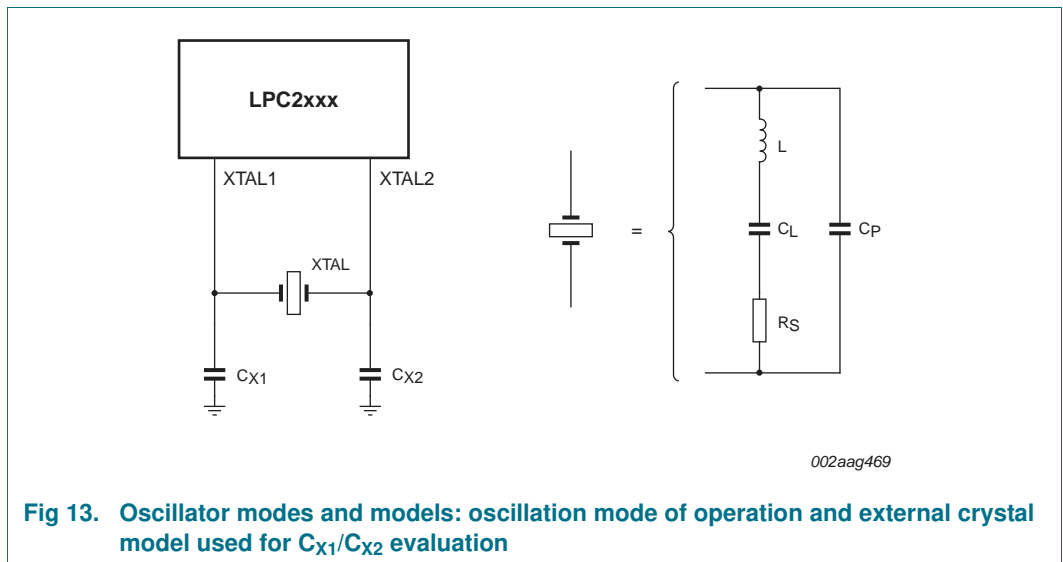 LPC2xxx
XTAL1
XTAL2
XTAL
CX1
CX2
=
L
CL
CP
RS
002aag469
Fig 13. Oscillator modes and models: oscillation mode of operation and external crystal
model used for CX1/CX2 evaluation